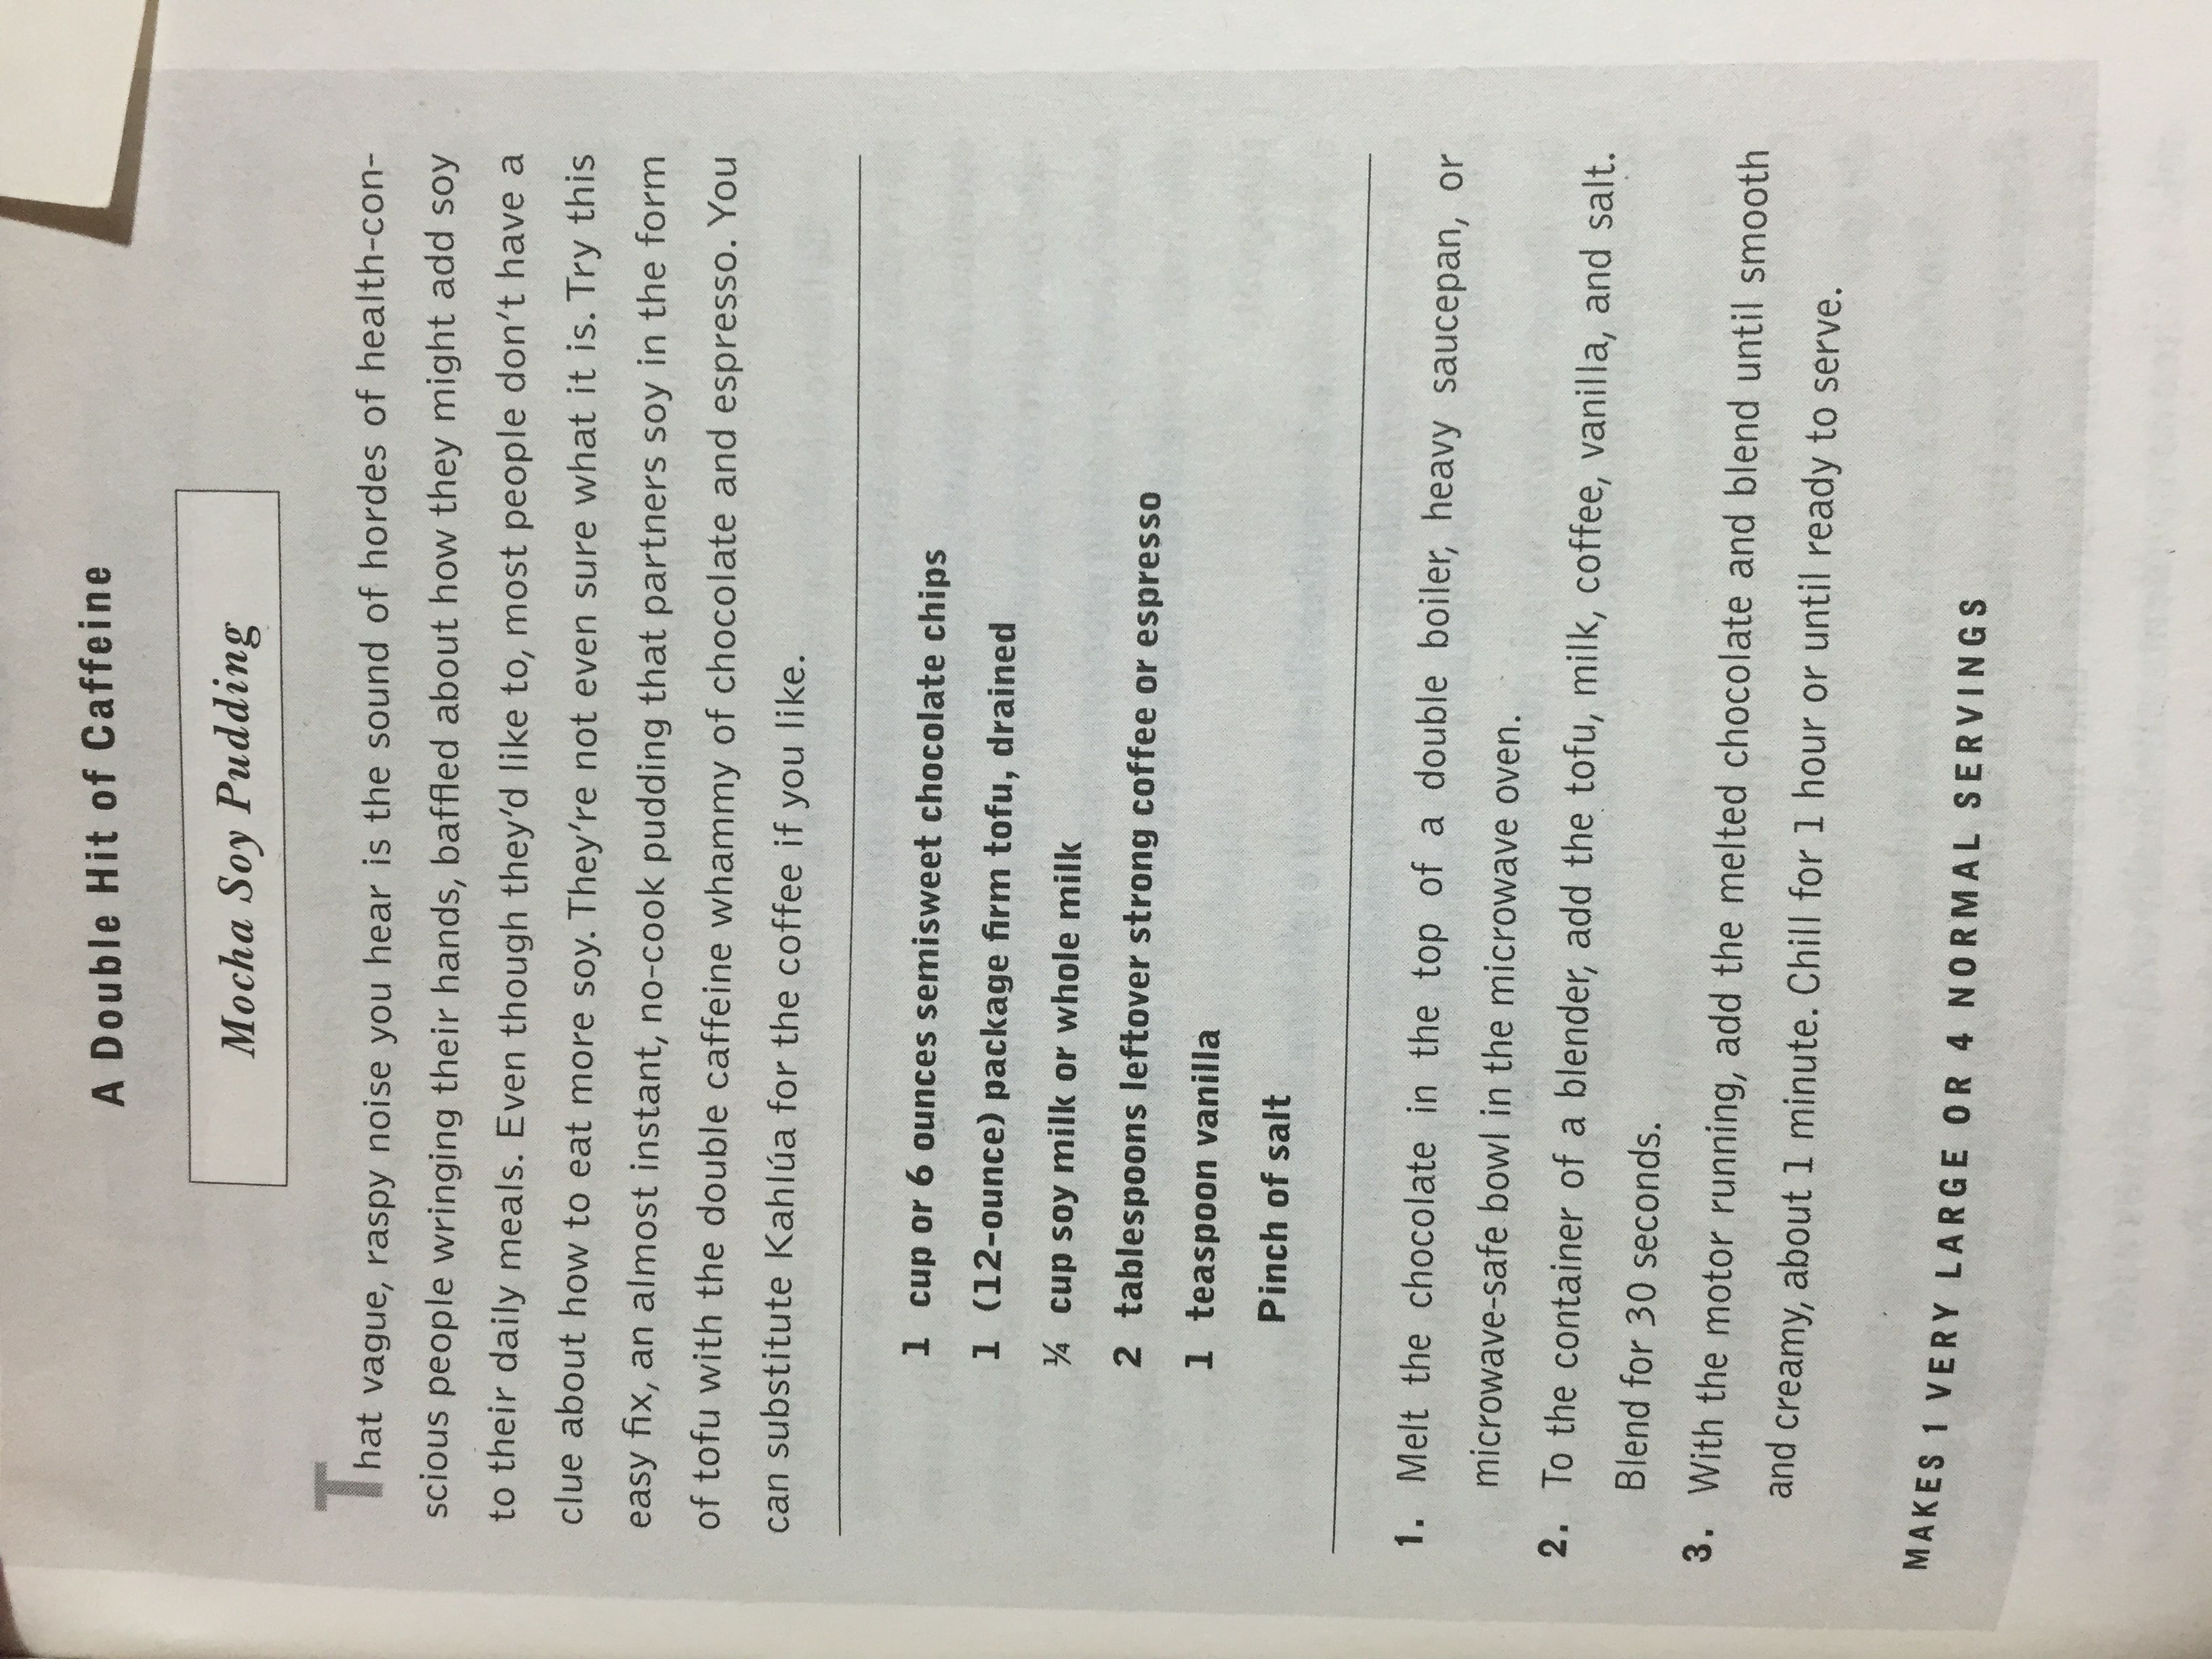 A Double Hit of Caffeine
Mocha Soy Pudding
That vague, raspy noise you hear is the sound of hordes of health-con-
scious people wringing their hands, baffled about how they might add soy
to their daily meals. Even though they'd like to, most people don't have a
clue about how to eat more soy. They're not even sure what it is. Try this
easy fix, an almost instant, no-cook pudding that partners soy in the form
of tofu with the double caffeine whammy of chocolate and espresso. You
can substitute Kahlúa for the coffee if you like.
1 cup or 6 ounces semisweet chocolate chips
1 (12-ounce) package firm tofu, drained
¼ cup soy milk or whole milk
2 tablespoons leftover strong coffee or espresso
1 teaspoon vanilla
Pinch of salt
1. Melt the chocolate in the top of a double boiler, heavy saucepan, or
microwave-safe bowl in the microwave oven.
2. To the container of a blender, add the tofu, milk, coffee, vanilla, and salt.
Blend for 30 seconds.
3. With the motor running, add the melted chocolate and blend until smooth
and creamy, about 1 minute. Chill for 1 hour or until ready to serve.
MAKES 1 VERY LARGE OR 4 NORMAL SERVINGS